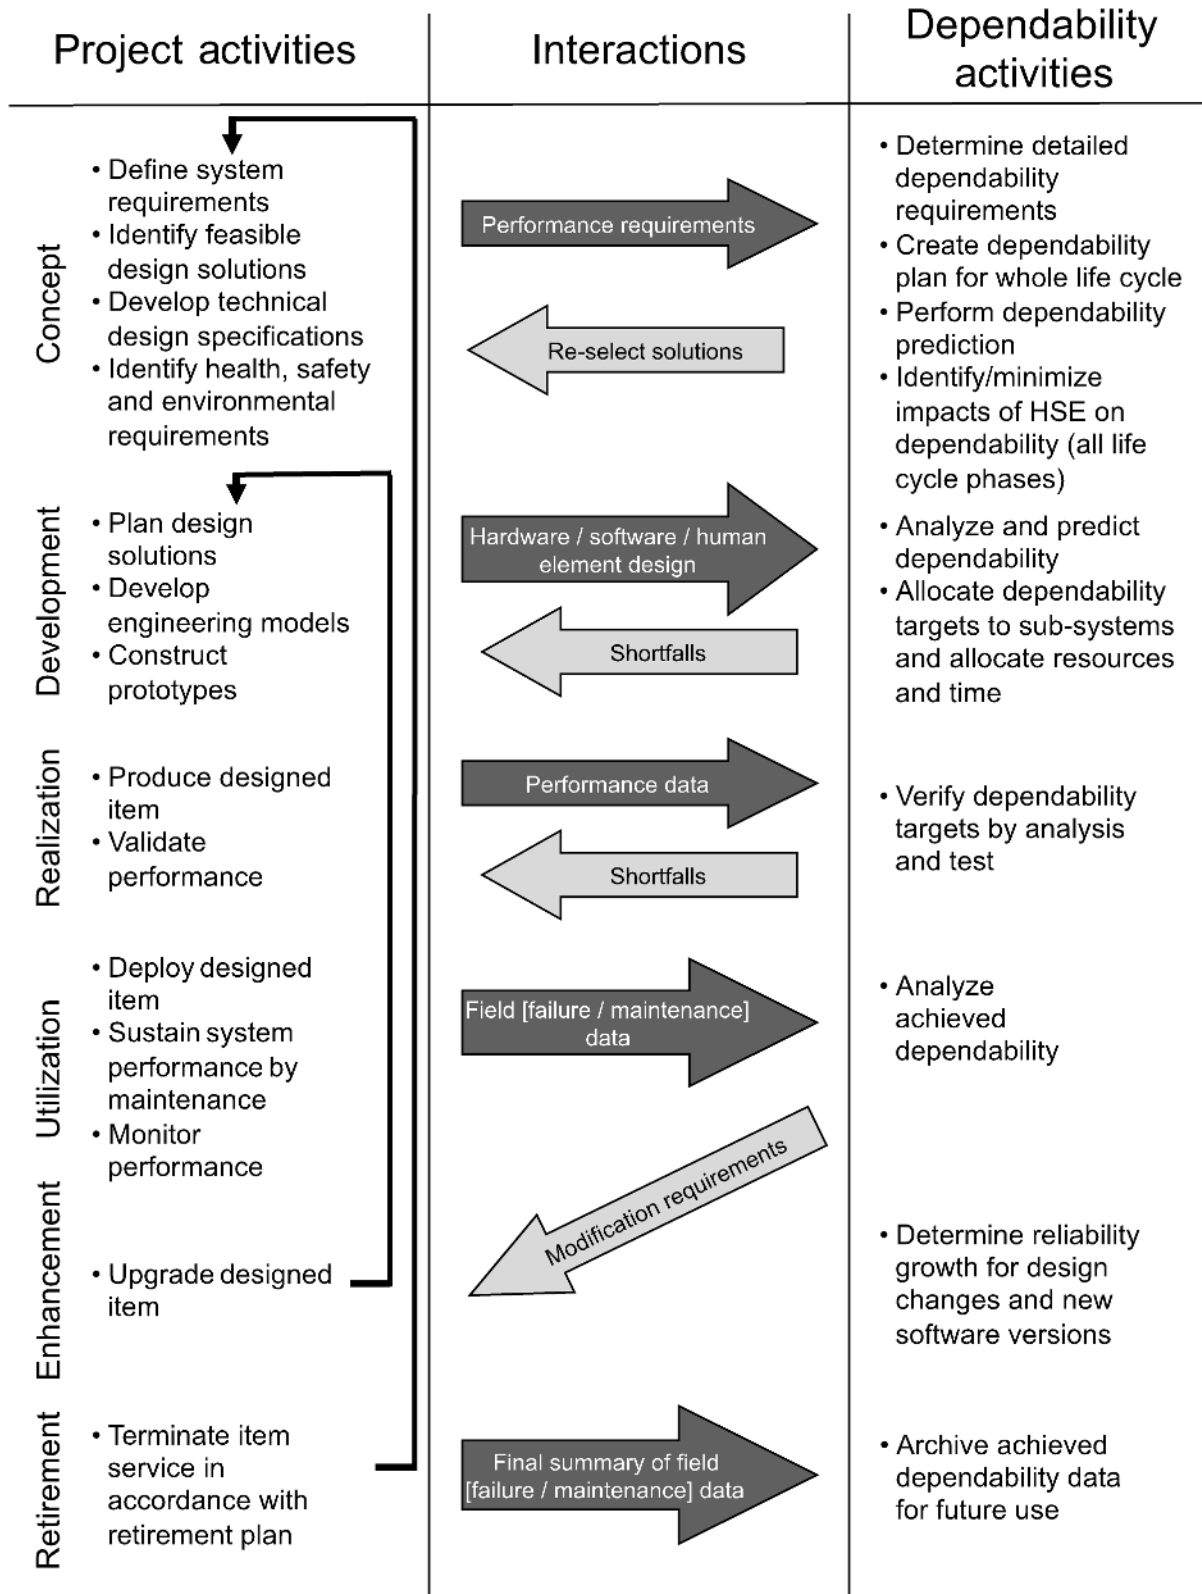 Project activities
Interactions
Dependability
activities
Concept
• Define system
requirements
• Identify feasible
design solutions
• Develop technical
design specifications
• Identify health, safety
and environmental
requirements
Performance requirements
Re-select solutions
• Determine detailed
dependability
requirements
• Create dependability
plan for whole life cycle
• Perform dependability
prediction
• Identify/minimize
impacts of HSE on
dependability (all life
cycle phases)
Development
• Plan design
solutions
• Develop
engineering models
• Construct
prototypes
Hardware / software / human
element design
Shortfalls
• Analyze and predict
dependability
• Allocate dependability
targets to sub-systems
and allocate resources
and time
Realization
• Produce designed
item
• Validate
performance
Performance data
Shortfalls
• Verify dependability
targets by analysis
and test
Utilization
• Deploy designed
item
• Sustain system
performance by
maintenance
• Monitor
performance
Field [failure / maintenance]
data
• Analyze
achieved
dependability
Modification requirements
Enhancement
• Upgrade designed
item
• Determine reliability
growth for design
changes and new
software versions
Retirement
• Terminate item
service in
accordance with
retirement plan
Final summary of field
[failure / maintenance] data
• Archive achieved
dependability data
for future use